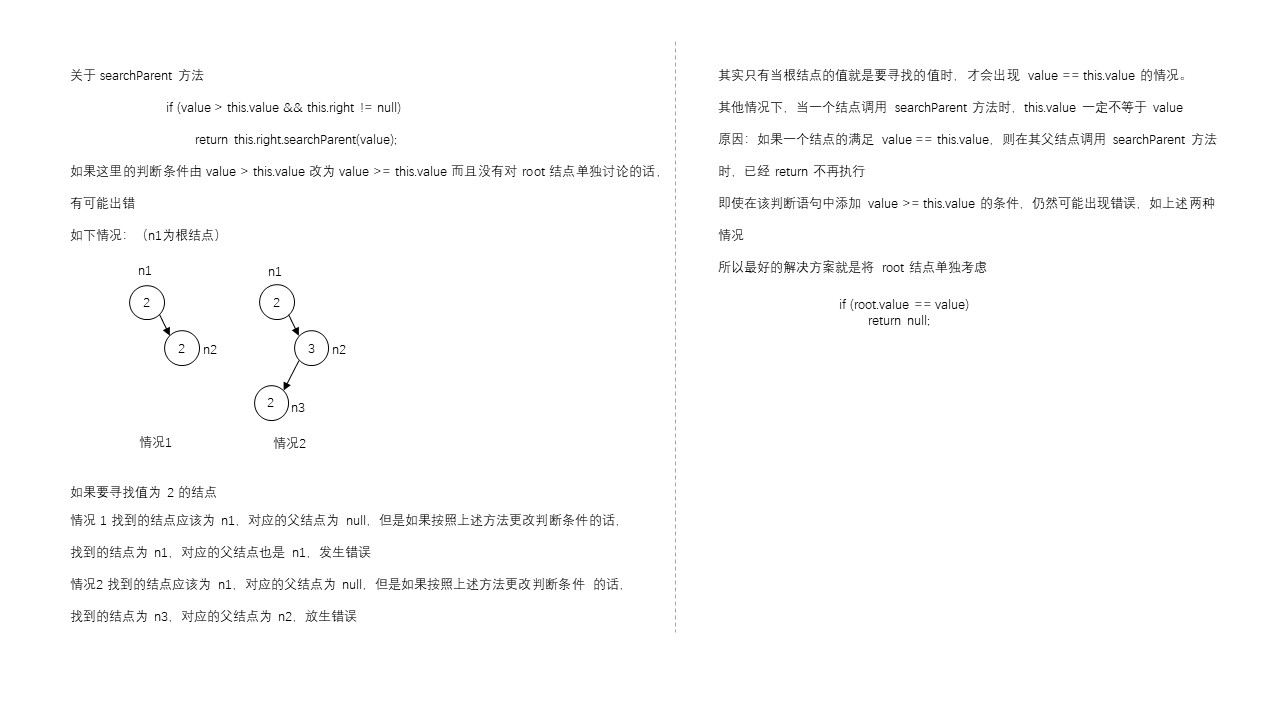 关于 searchParent 方法
if (value > this.value && this.right != null)
return this.right.searchParent(value);
如果这里的判断条件由 value > this.value 改为 value >= this.value 而且没有对 root 结点单独讨论的话，
有可能出错
如下情况：（n1为根结点）
n1
n1
2
2
2
n2
3
n2
2
n3
情况1
情况2
如果要寻找值为 2 的结点
情况 1 找到的结点应该为 n1，对应的父结点为 null，但是如果按照上述方法更改判断条件的话，
找到的结点为 n1，对应的父结点也是 n1，发生错误
情况2 找到的结点应该为 n1，对应的父结点为 null，但是如果按照上述方法更改判断条件 的话，
找到的结点为 n3，对应的父结点为 n2，放生错误
其实只有当根结点的值就是要寻找的值时，才会出现 value == this.value 的情况。
其他情况下，当一个结点调用 searchParent 方法时，this.value 一定不等于 value
原因：如果一个结点的满足 value == this.value，则在其父结点调用 searchParent 方法
时，已经 return 不再执行
即使在该判断语句中添加 value >= this.value 的条件，仍然可能出现错误，如上述两种
情况
所以最好的解决方案就是将 root 结点单独考虑
if (root.value == value)
return null;